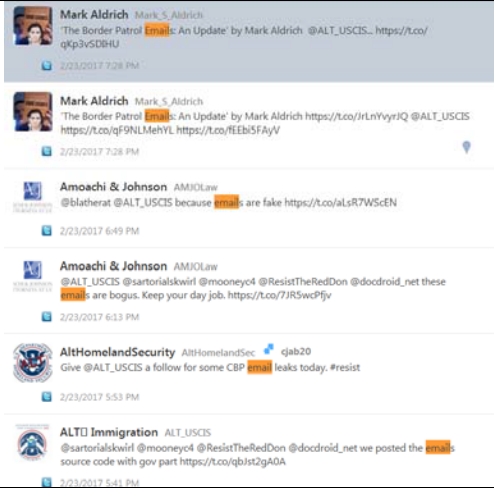 Mark Aldrich Mark_S_Aldrich
'The Border Patrol Emails: An Update' by Mark Aldrich @ALT_USCIS... https://t.co/
qKp3vSDIHU
2/23/2017 7:28 PM
Mark Aldrich Mark_S_Aldrich
'The Border Patrol Emails: An Update' by Mark Aldrich https://t.co/JrLnYvyrJQ @ALT_USCIS
https://t.co/qF9NLMehYL https://t.co/fEEbi5FAyV
2/23/2017 7:28 PM
Amoachi & Johnson AMJOLaw
@blatherat @ALT_USCIS because emails are fake https://t.co/aLsR7WScEN
2/23/2017 6:49 PM
Amoachi & Johnson AMJOLaw
@ALT_USCIS @sartorialskwirl @mooneyc4 @ResistTheRedDon @docdroid_net these
emails are bogus. Keep your day job. https://t.co/7JR5wcPfjv
2/23/2017 6:13 PM
AltHomelandSecurity AltHomelandSec cjab20
Give @ALT_USCIS a follow for some CBP email leaks today. #resist
2/23/2017 5:53 PM
ALT🛂 Immigration ALT_USCIS
@sartorialskwirl @mooneyc4 @ResistTheRedDon @docdroid_net we posted the emails
source code with gov part https://t.co/qbJst2gA0A
2/23/2017 5:41 PM